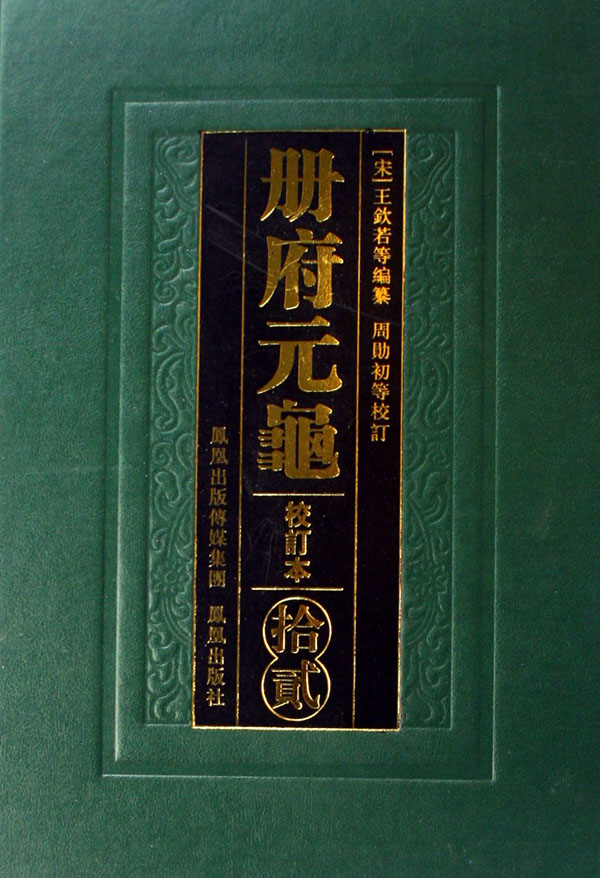 [宋]王欽若等編纂 周勛初等校訂
册府元龜
校訂本
拾貳
鳳凰出版傳媒集團 鳳凰出版社